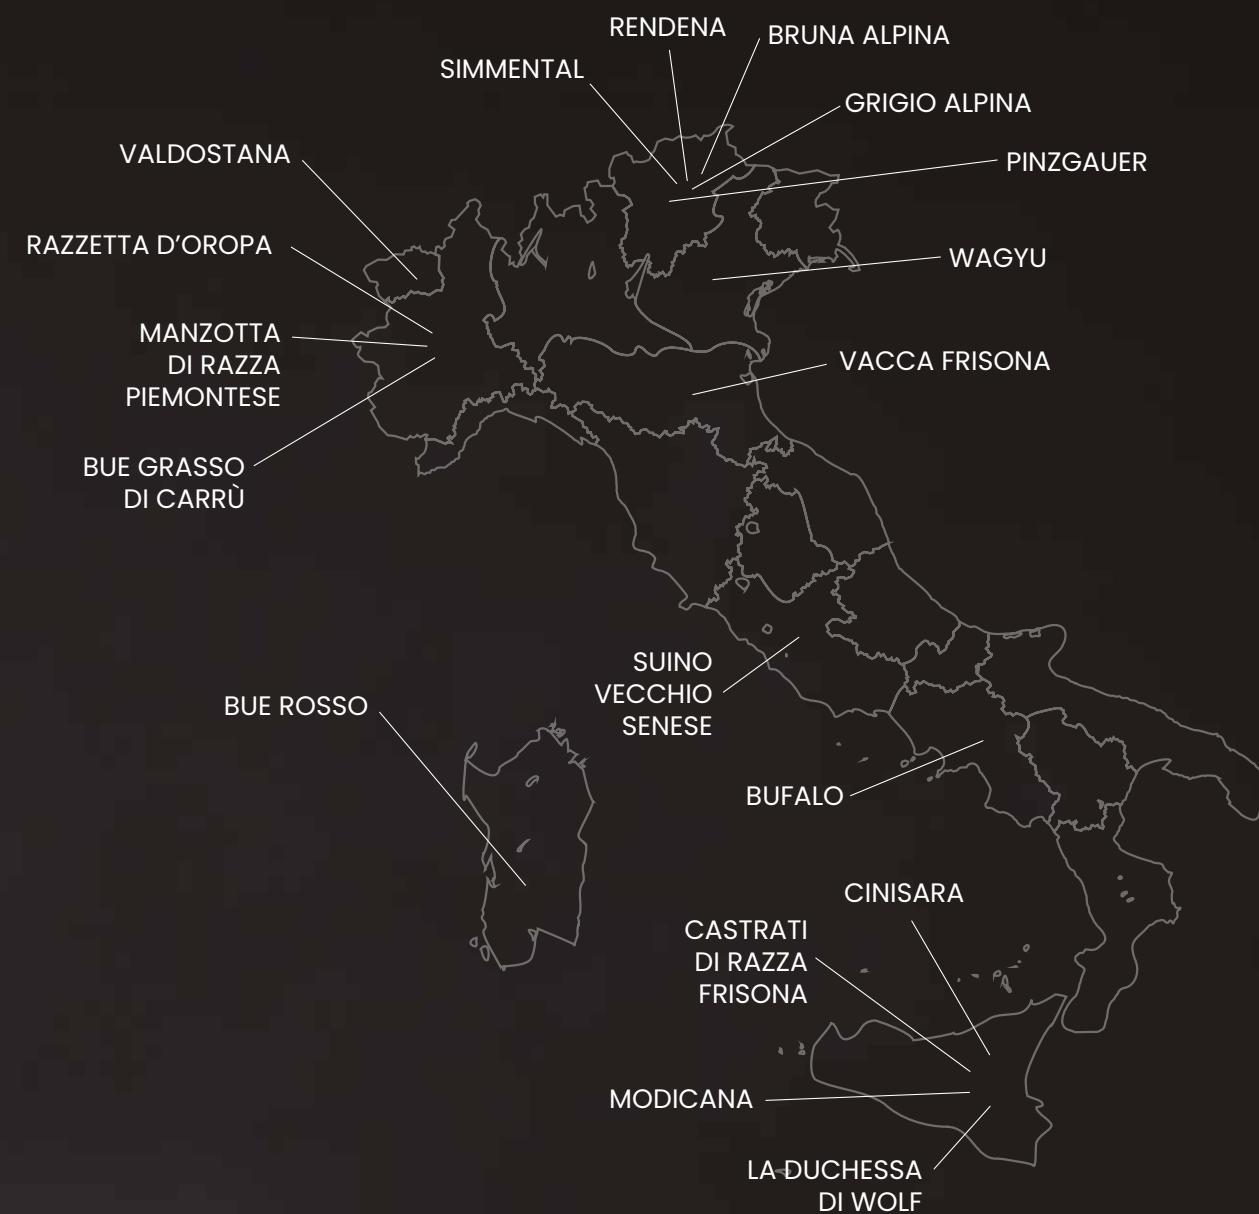 RENDENA
BRUNA ALPINA
SIMMENTAL
GRIGIO ALPINA
VALDOSTANA
PINZGAUER
RAZZETTA D’OROPA
WAGYU
MANZOTTA
DI RAZZA
PIEMONTESE
VACCA FRISONA
BUE GRASSO
DI CARRÙ
SUINO
VECCHIO
SENESE
BUE ROSSO
BUFALO
CINISARA
CASTRATI
DI RAZZA
FRISONA
MODICANA
LA DUCHESSA
DI WOLF